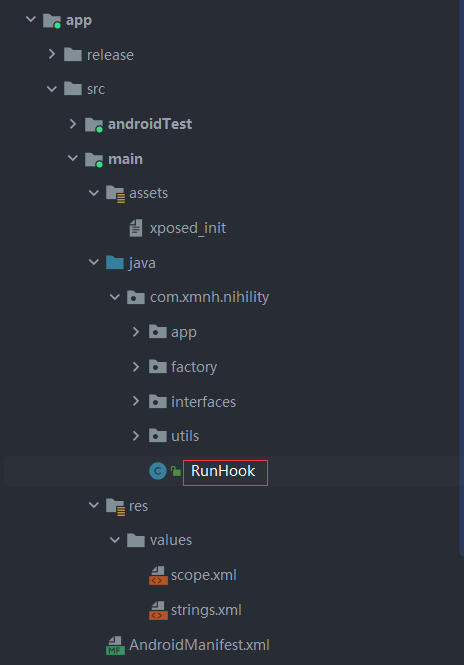 app
release
src
androidTest
main
assets
xposed_init
java
com.xmnh.nihility
app
factory
interfaces
utils
C RunHook
res
values
scope.xml
strings.xml
MF AndroidManifest.xml